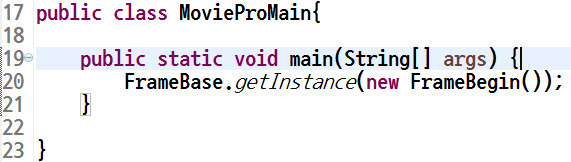 17 public class MovieProMain{
18
19 public static void main(String[] args) {
20 FrameBase.getInstance(new FrameBegin());
21 }
22
23 }